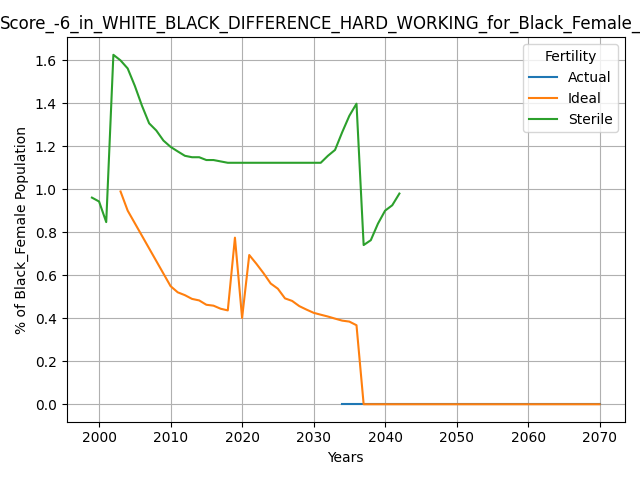 Score_-6_in_WHITE_BLACK_DIFFERENCE_HARD_WORKING_for_Black_Female_
Fertility
Actual
Ideal
Sterile
% of Black_Female Population
1.6
1.4
1.2
1.0
0.8
0.6
0.4
0.2
0.0
2000 2010 2020 2030 2040 2050 2060 2070
Years